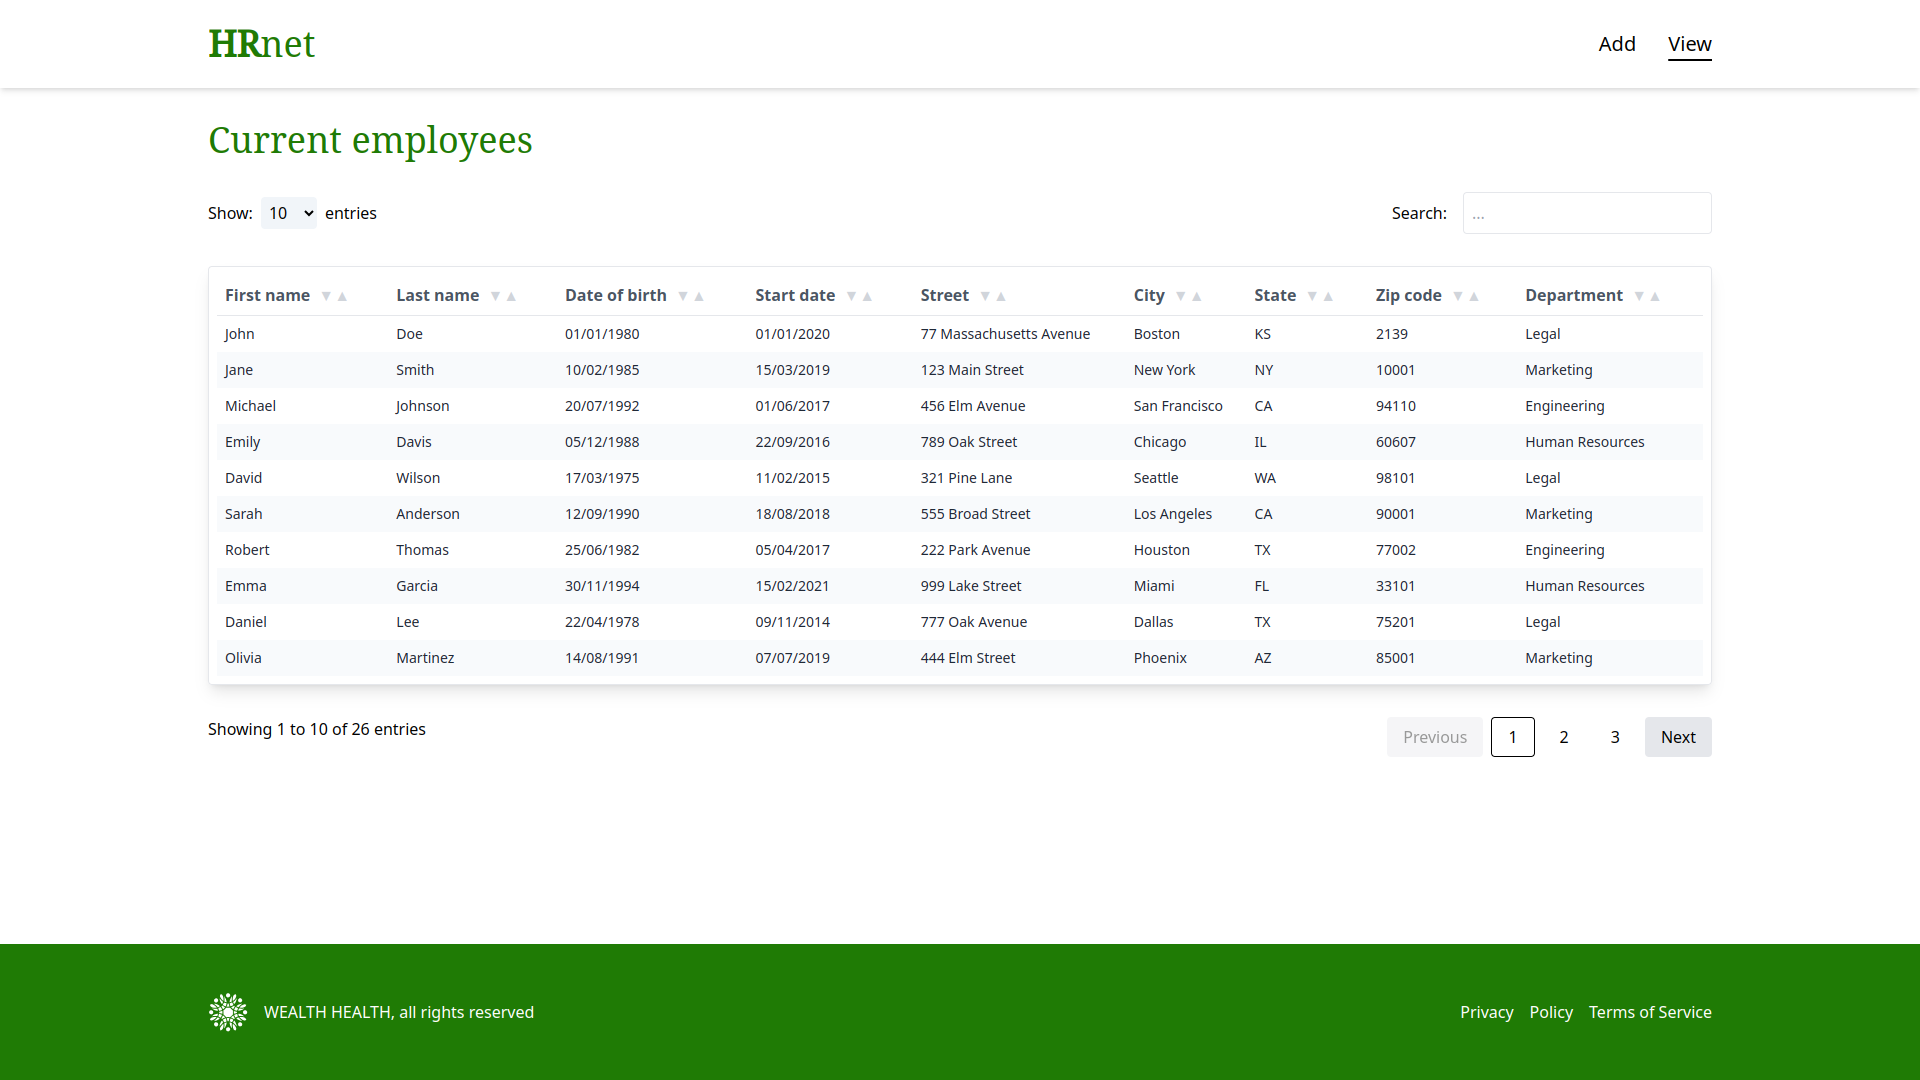 HRnet
Add View
Current employees
Show: 10 entries
Search: ...
First name ▼ ▲ Last name ▼ ▲ Date of birth ▼ ▲ Start date ▼ ▲ Street ▼ ▲ City ▼ ▲ State ▼ ▲ Zip code ▼ ▲ Department ▼ ▲
John Doe 01/01/1980 01/01/2020 77 Massachusetts Avenue Boston KS 2139 Legal
Jane Smith 10/02/1985 15/03/2019 123 Main Street New York NY 10001 Marketing
Michael Johnson 20/07/1992 01/06/2017 456 Elm Avenue San Francisco CA 94110 Engineering
Emily Davis 05/12/1988 22/09/2016 789 Oak Street Chicago IL 60607 Human Resources
David Wilson 17/03/1975 11/02/2015 321 Pine Lane Seattle WA 98101 Legal
Sarah Anderson 12/09/1990 18/08/2018 555 Broad Street Los Angeles CA 90001 Marketing
Robert Thomas 25/06/1982 05/04/2017 222 Park Avenue Houston TX 77002 Engineering
Emma Garcia 30/11/1994 15/02/2021 999 Lake Street Miami FL 33101 Human Resources
Daniel Lee 22/04/1978 09/11/2014 777 Oak Avenue Dallas TX 75201 Legal
Olivia Martinez 14/08/1991 07/07/2019 444 Elm Street Phoenix AZ 85001 Marketing
Showing 1 to 10 of 26 entries
Previous 1 2 3 Next
WEALTH HEALTH, all rights reserved
Privacy Policy Terms of Service